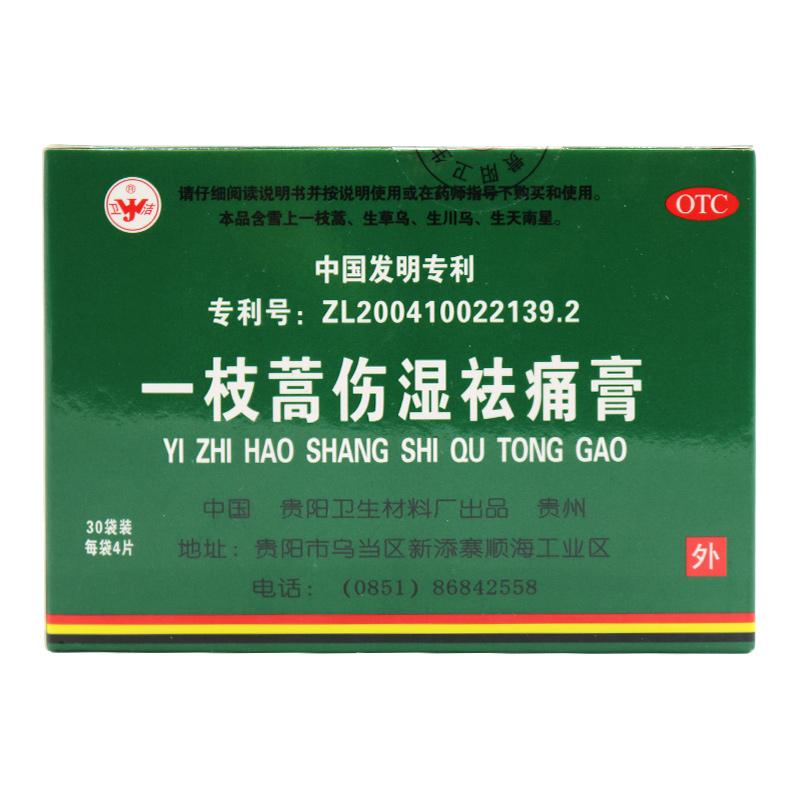 贵阳卫生
卫 洁
请仔细阅读说明书并按说明使用或在药师指导下购买和使用。
本品含雪上一枝蒿、生草乌、生川乌、生天南星。
OTC
中国发明专利
专利号：ZL200410022139.2
一枝蒿伤湿祛痛膏
YI ZHI HAO SHANG SHI QU TONG GAO
中国 贵阳卫生材料厂出品 贵州
30袋装
每袋4片
地址：贵阳市乌当区新添寨顺海工业区
外
电话：（0851）86842558